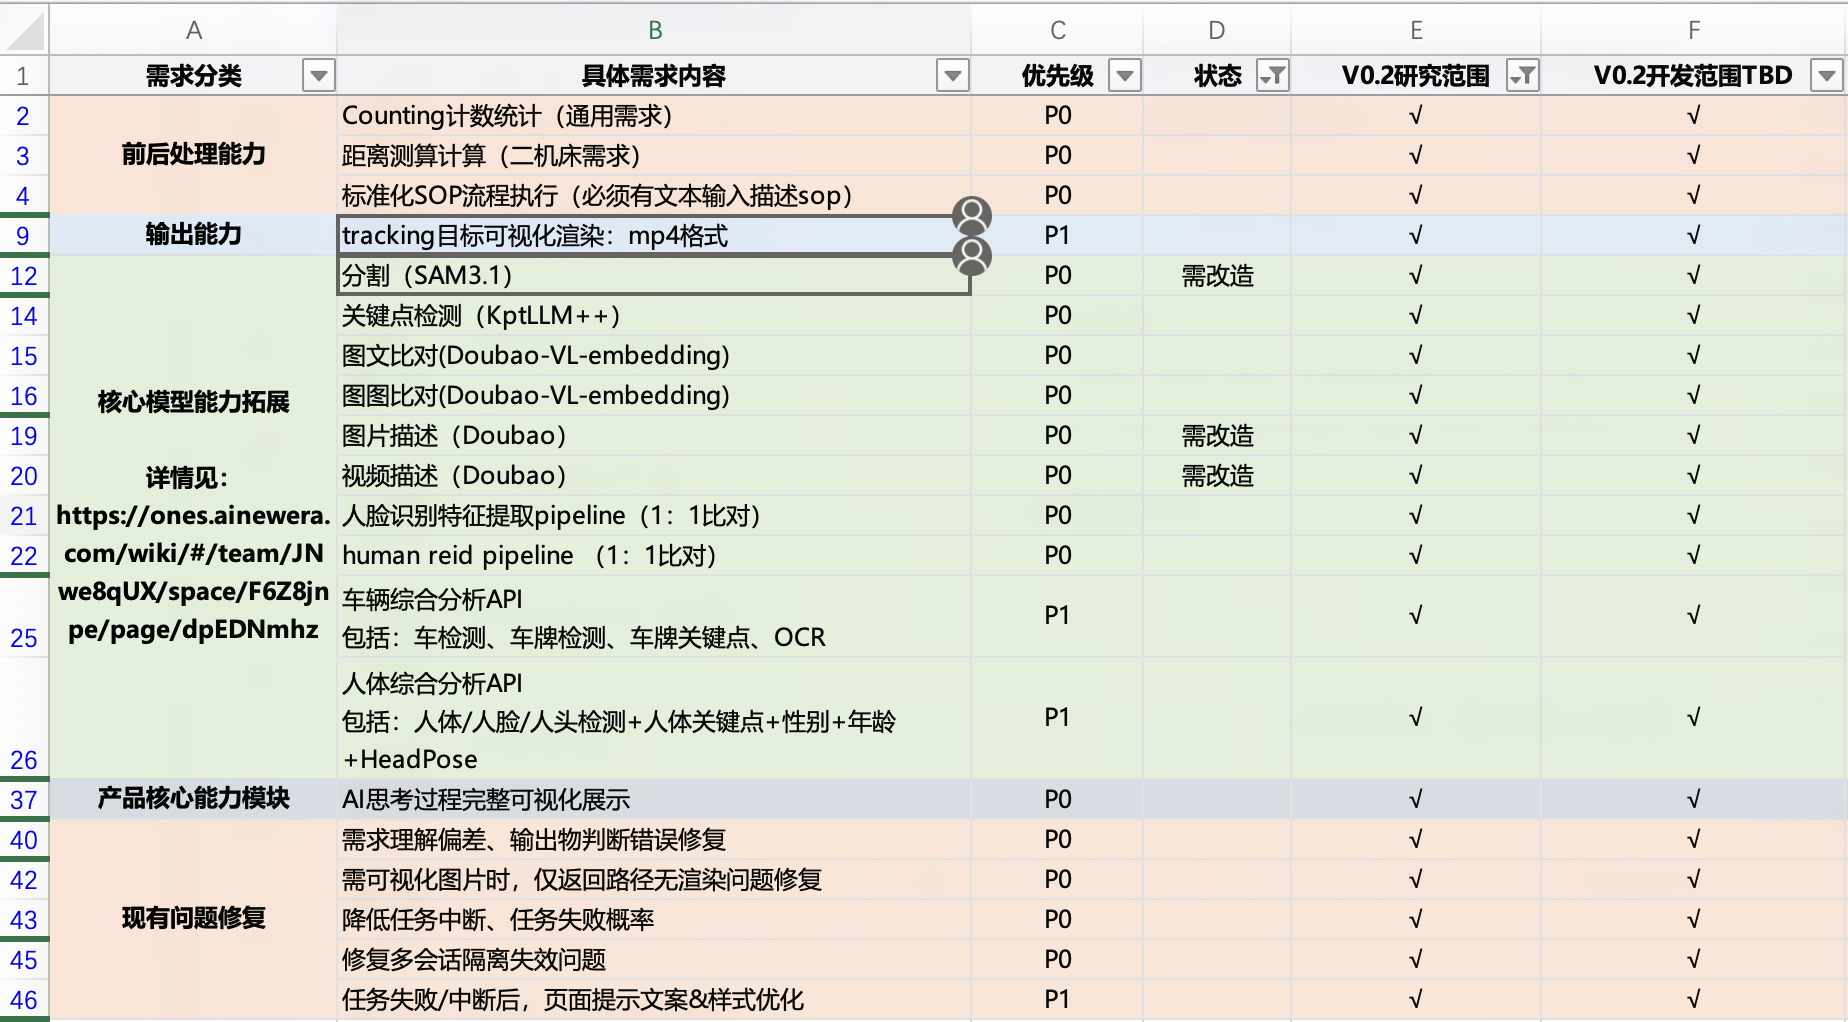 A B C D E F
1 需求分类 具体需求内容 优先级 状态 V0.2研究范围 V0.2开发范围TBD
2 Counting计数统计（通用需求） P0 √ √
前后处理能力
3 距离测算计算（二机床需求） P0 √ √
4 标准化SOP流程执行（必须有文本输入描述sop） P0 √ √
9 输出能力 tracking目标可视化渲染：mp4格式 P1 √ √
12 分割（SAM3.1） P0 需改造 √ √
14 关键点检测（KptLLM++） P0 √ √
15 图文比对(Doubao-VL-embedding) P0 √ √
16 图图比对(Doubao-VL-embedding) P0 √ √
核心模型能力拓展
19 图片描述（Doubao） P0 需改造 √ √
20 视频描述（Doubao） P0 需改造 √ √
详情见：
21 https://ones.ainewera. 人脸识别特征提取pipeline（1：1比对） P0 √ √
22 com/wiki/#/team/JN human reid pipeline （1：1比对） P0 √ √
we8qUX/space/F6Z8jn
pe/page/dpEDNmhz
车辆综合分析API
25 包括：车检测、车牌检测、车牌关键点、OCR P1 √ √
人体综合分析API
包括：人体/人脸/人头检测+人体关键点+性别+年龄 P1 √ √
26 +HeadPose
37 产品核心能力模块 AI思考过程完整可视化展示 P0 √ √
40 需求理解偏差、输出物判断错误修复 P0 √ √
42 需可视化图片时，仅返回路径无渲染问题修复 P0 √ √
43 现有问题修复 降低任务中断、任务失败概率 P0 √ √
45 修复多会话隔离失效问题 P0 √ √
46 任务失败/中断后，页面提示文案&样式优化 P1 √ √